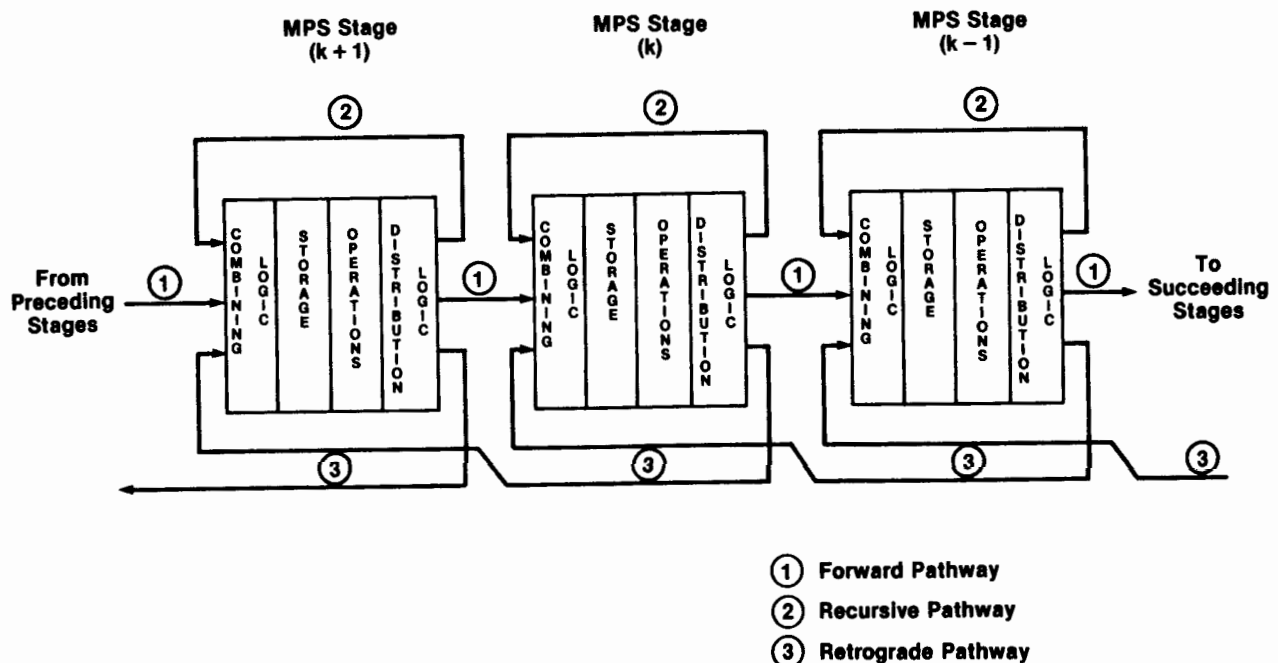 MPS Stage
(k + 1)
MPS Stage
(k)
MPS Stage
(k – 1)
2
2
2
COMBINING
LOGIC
STORAGE
OPERATIONS
DISTRIBUTION
LOGIC
COMBINING
LOGIC
STORAGE
OPERATIONS
DISTRIBUTION
LOGIC
COMBINING
LOGIC
STORAGE
OPERATIONS
DISTRIBUTION
LOGIC
From
Preceding
Stages
1
1
1
1
To
Succeeding
Stages
3
3
3
3
1 Forward Pathway
2 Recursive Pathway
3 Retrograde Pathway